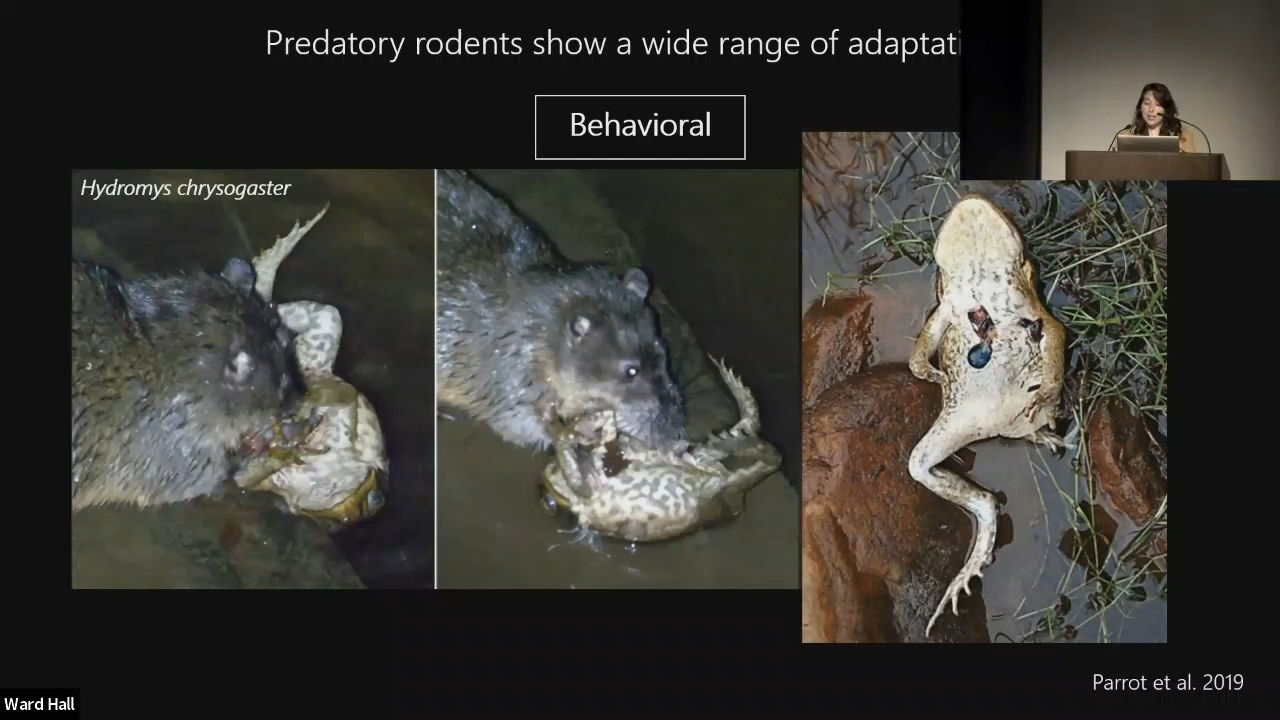 Predatory rodents show a wide range of adaptati
Behavioral
Hydromys chrysogaster
Parrot et al. 2019
Ward Hall